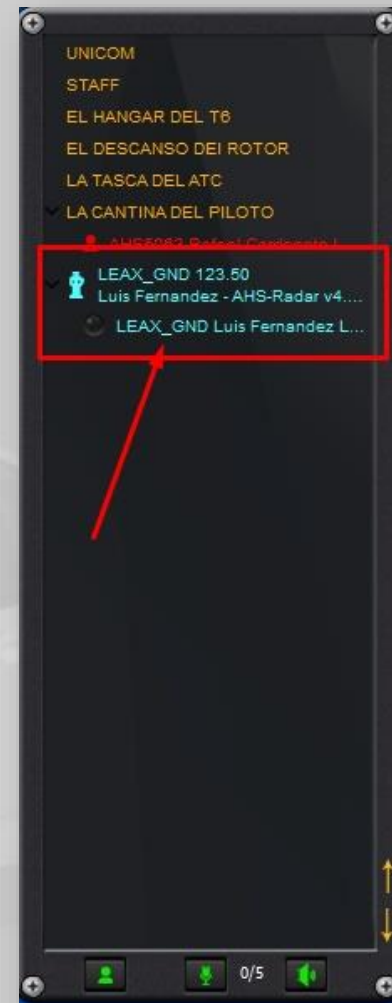 UNICOM
STAFF
EL HANGAR DEL T6
EL DESCANSO DEI ROTOR
LA TASCA DEL ATC
LA CANTINA DEL PILOTO
LEAX_GND 123.50
Luis Fernandez - AHS-Radar v4....
LEAX_GND Luis Fernandez L...
0/5